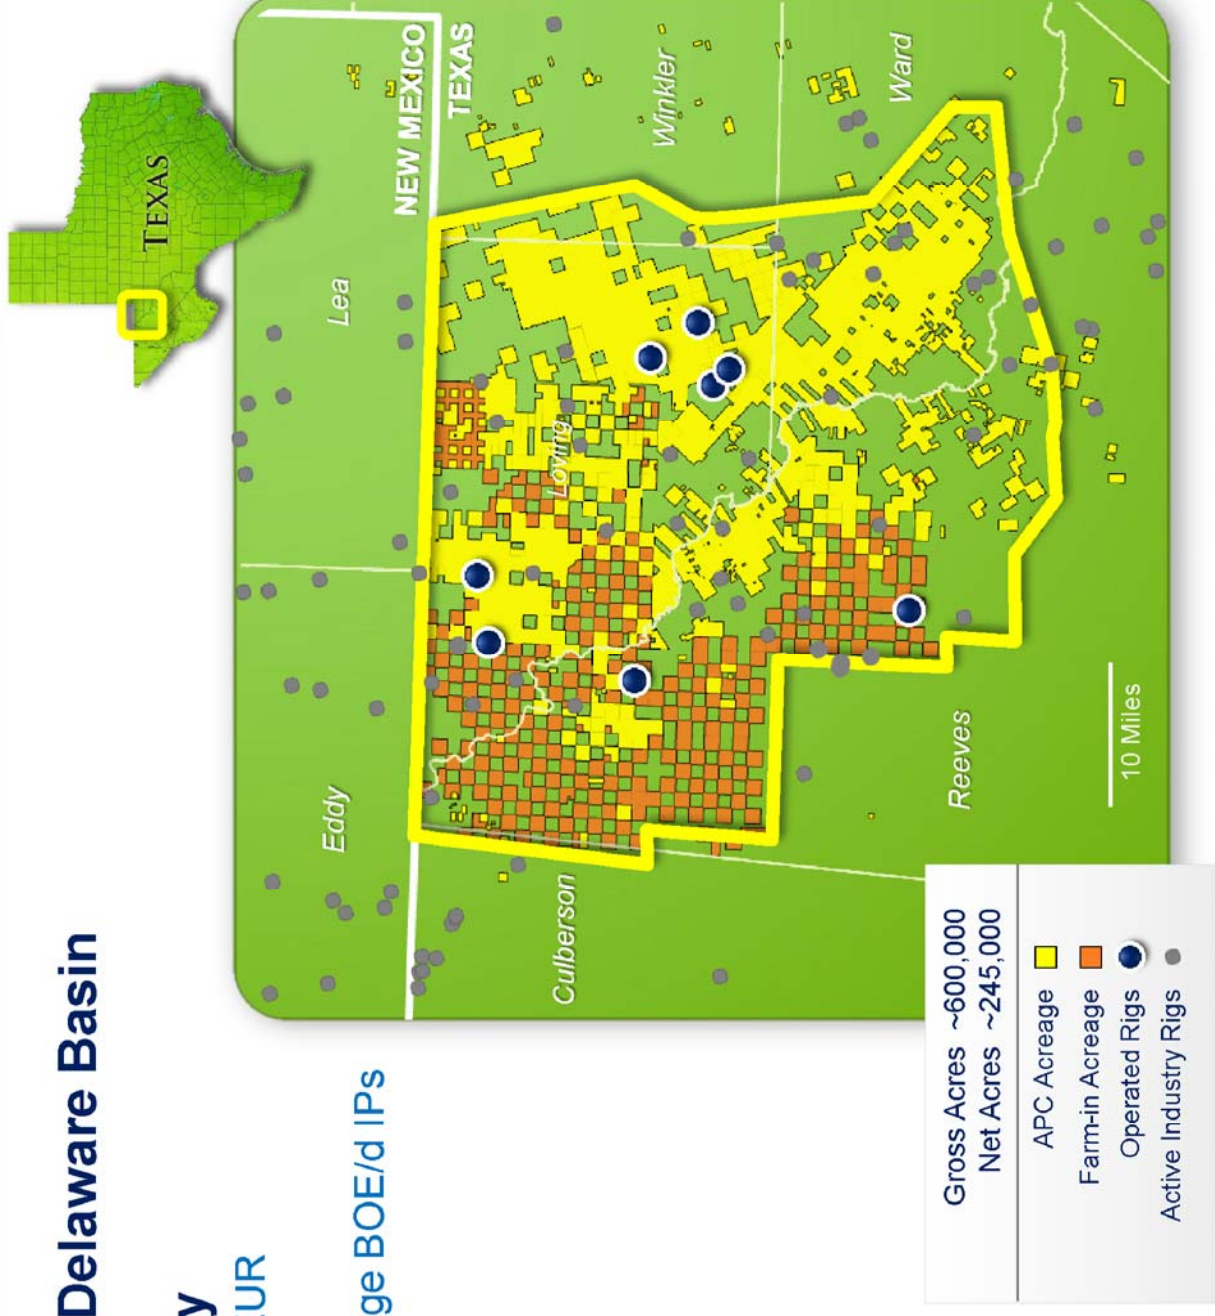 Delaware Basin
y
UR
ge BOE/d IPs
TEXAS
Eddy
Lea
NEW MEXICO
TEXAS
Culberson
Loving
Winkler
Reeves
Ward
10 Miles
Gross Acres ~600,000
Net Acres ~245,000
APC Acreage
Farm-in Acreage
Operated Rigs
Active Industry Rigs